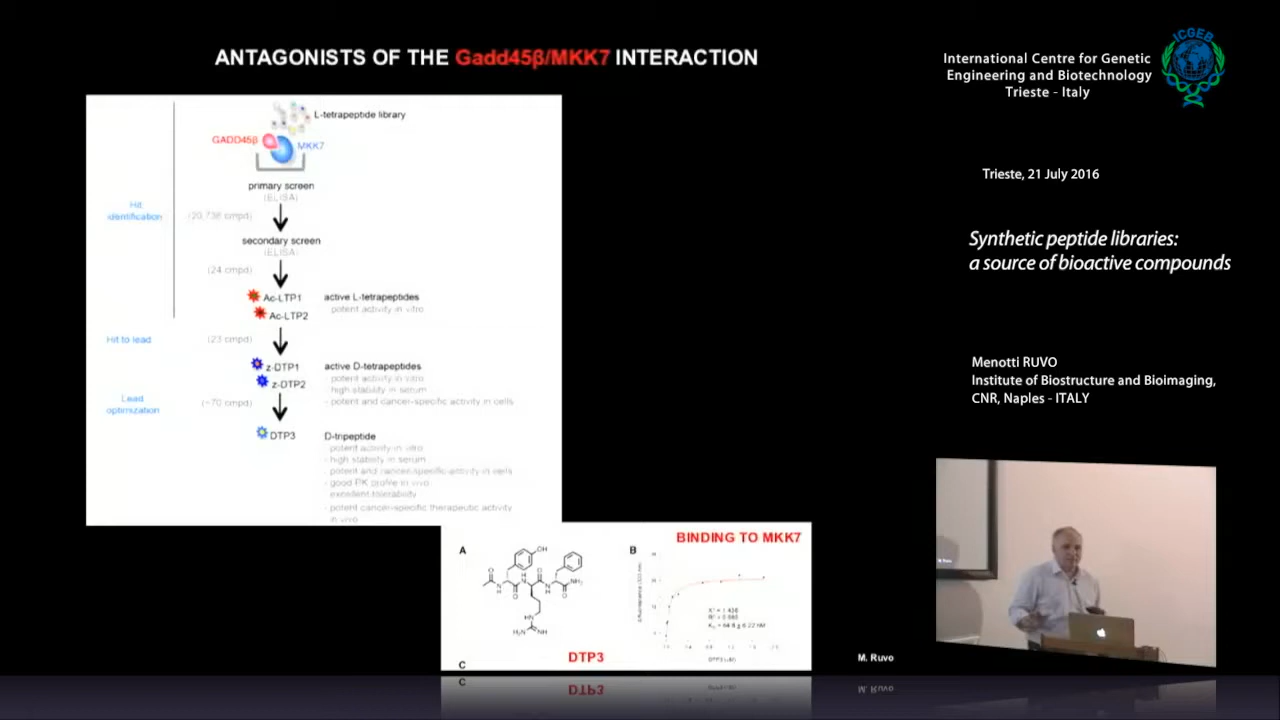 ANTAGONISTS OF THE Gadd45β/MKK7 INTERACTION
L-tetrapeptide library
GADD45β
MKK7
primary screen
(ELISA)
Hit
identification
(20,736 cmpd)
secondary screen
(ELISA)
(24 cmpd)
Ac-LTP1
Ac-LTP2
active L-tetrapeptides
potent activity in vitro
Hit to lead
(23 cmpd)
z-DTP1
z-DTP2
active D-tetrapeptides
potent activity in vitro
high stability in serum
- potent and cancer-specific activity in cells
Lead
optimization
(~70 cmpd)
DTP3
D-tripeptide
- potent activity in vitro
- high stability in serum
- potent and cancer-specific activity in cells
- good PK profile in vivo
excellent tolerability
- potent cancer-specific therapeutic activity
in vivo
A
OH
NH₂
HN
H₂N
NH
DTP3
C
B
BINDING TO MKK7
DTP3
M. Ruvo
International Centre for Genetic
Engineering and Biotechnology
Trieste - Italy
ICGEB
Trieste, 21 July 2016
Synthetic peptide libraries:
a source of bioactive compounds
Menotti RUVO
Institute of Biostructure and Bioimaging,
CNR, Naples - ITALY